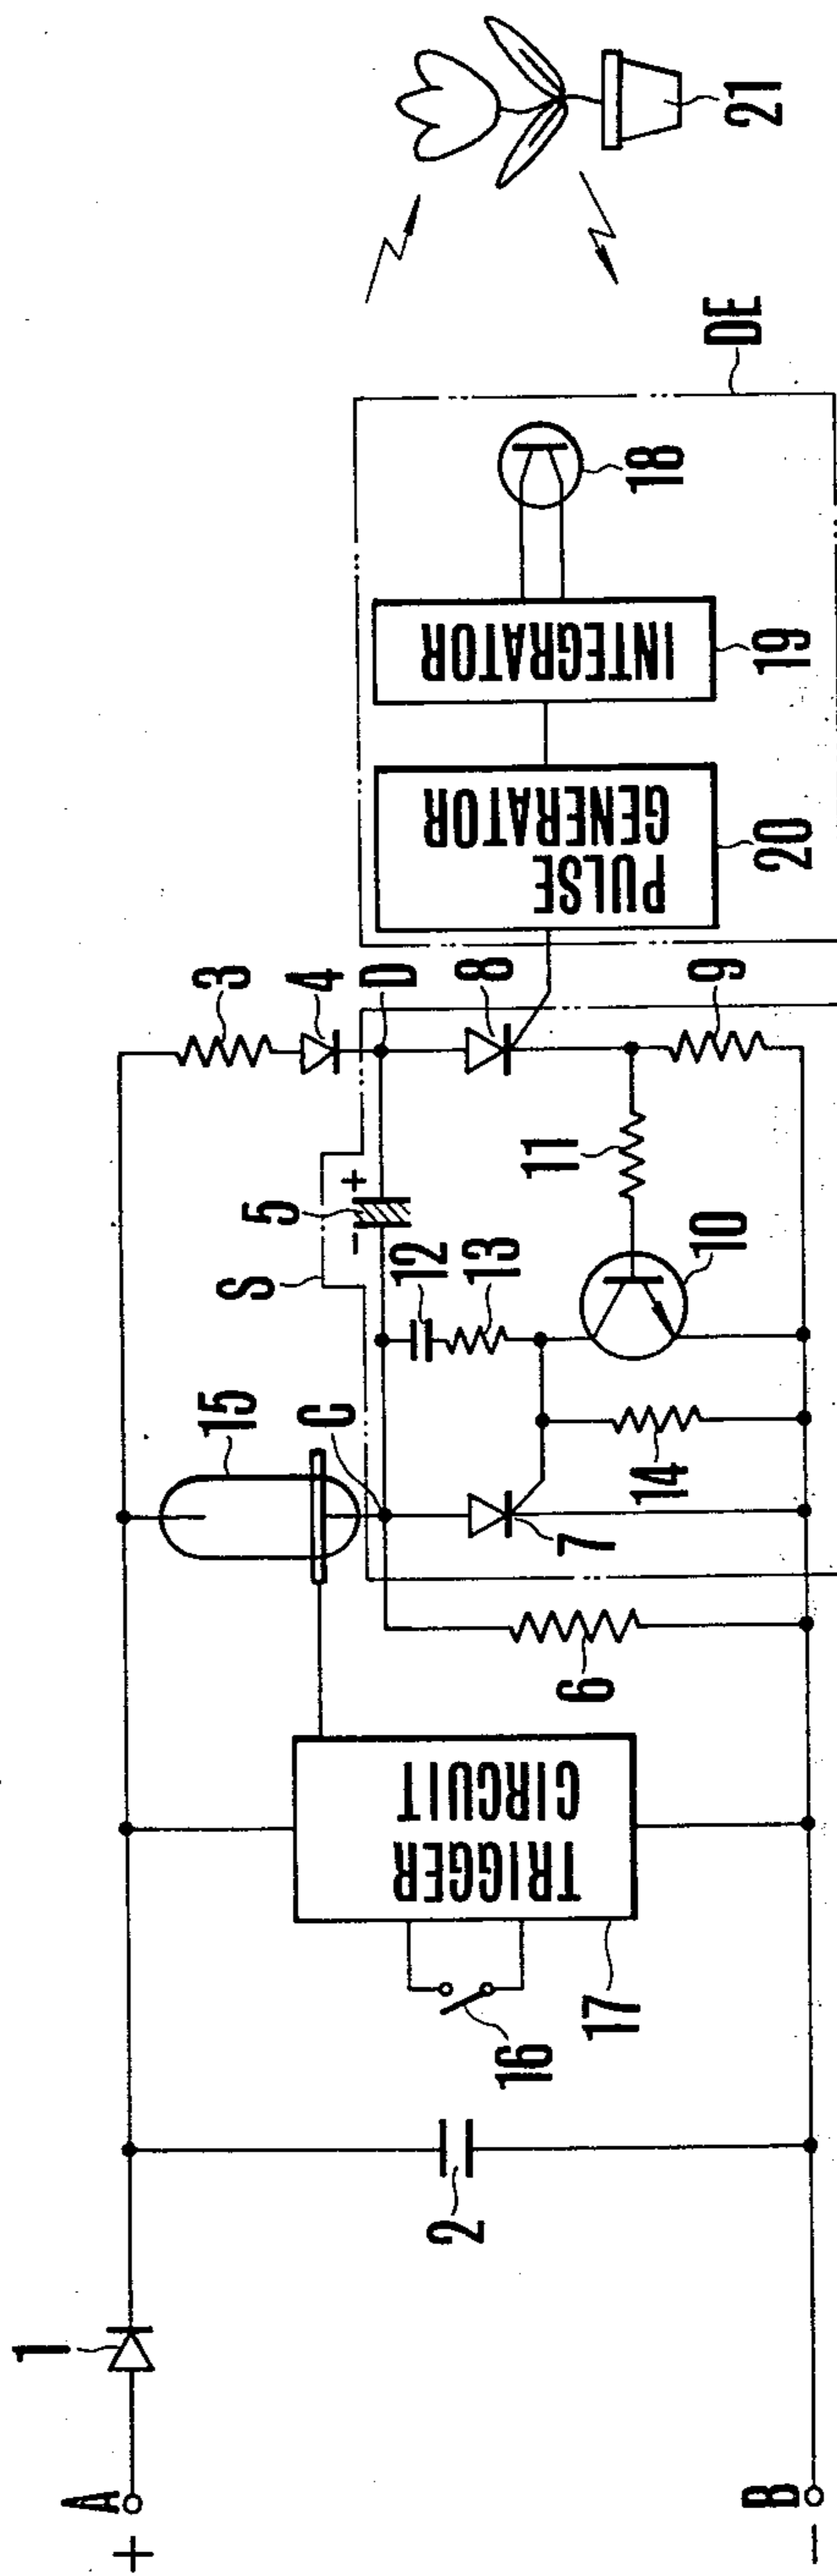 A
+
1
B
-
2
16
17
TRIGGER
CIRCUIT
6
15
C
7
14
S
5
- +
12
13
10
11
3
4
D
8
9
PULSE
GENERATOR
20
INTEGRATOR
19
18
DE
21